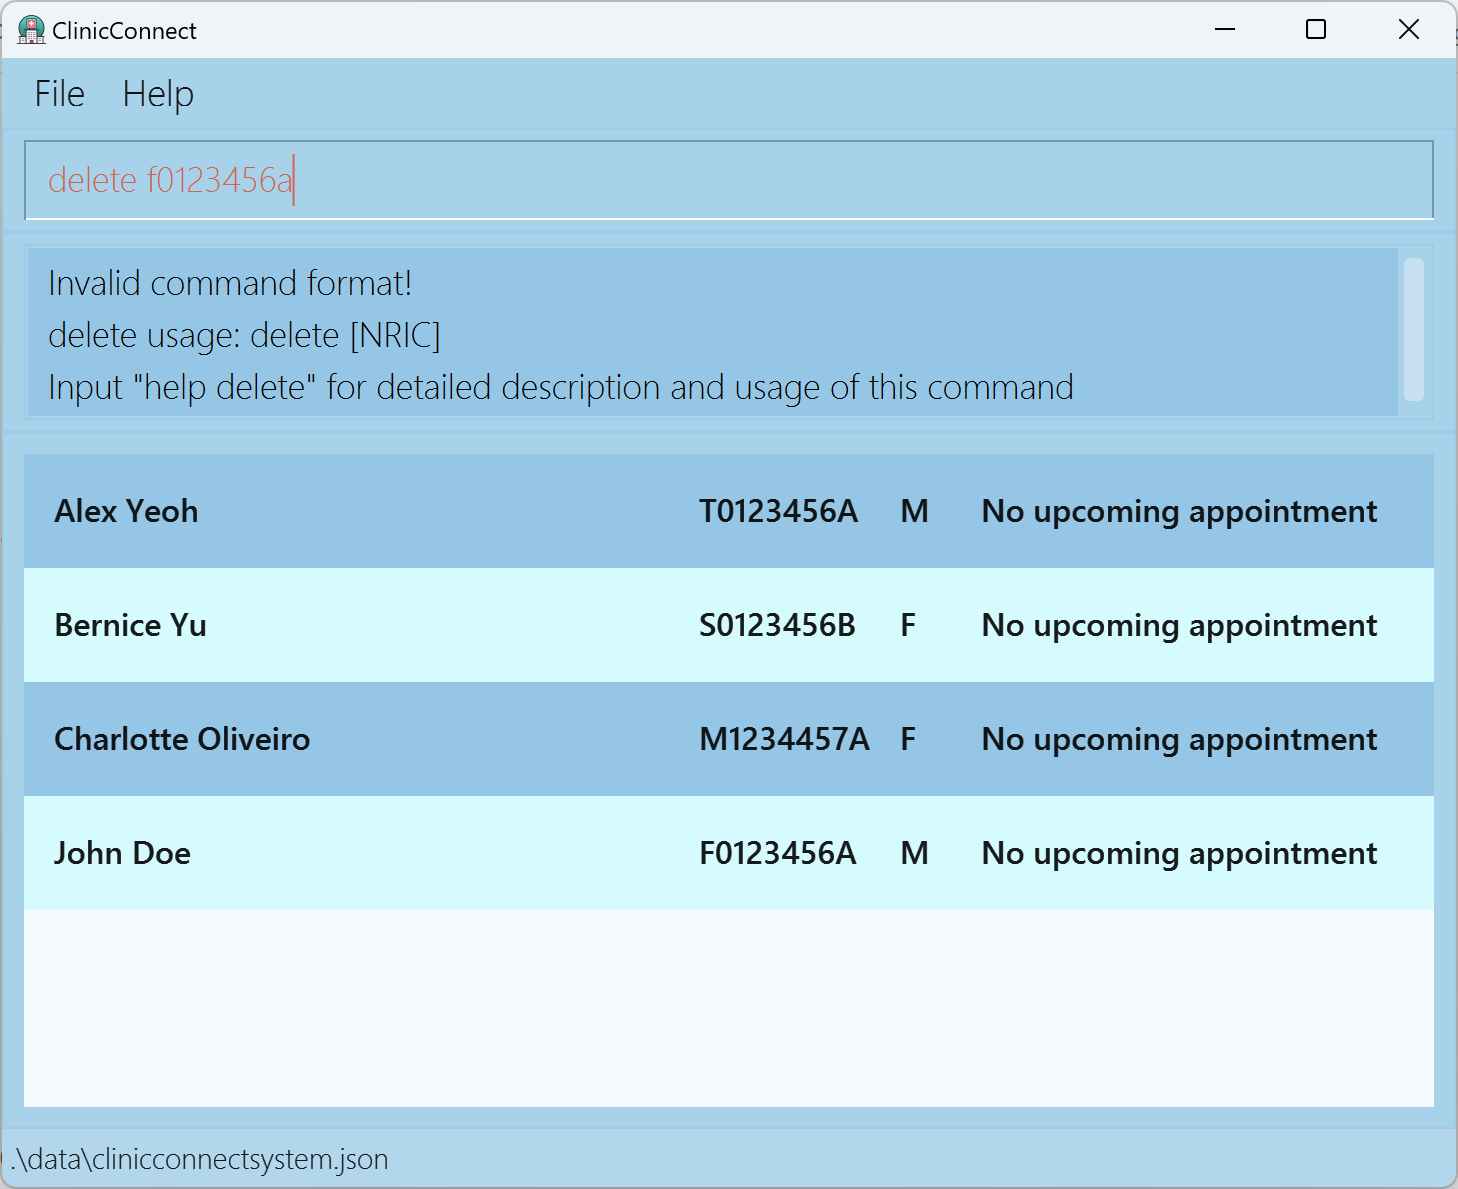 ClinicConnect
File Help
delete f0123456a
Invalid command format!
delete usage: delete [NRIC]
Input "help delete" for detailed description and usage of this command
Alex Yeoh T0123456A M No upcoming appointment
Bernice Yu S0123456B F No upcoming appointment
Charlotte Oliveiro M1234457A F No upcoming appointment
John Doe F0123456A M No upcoming appointment
.\data\clinicconnectsystem.json